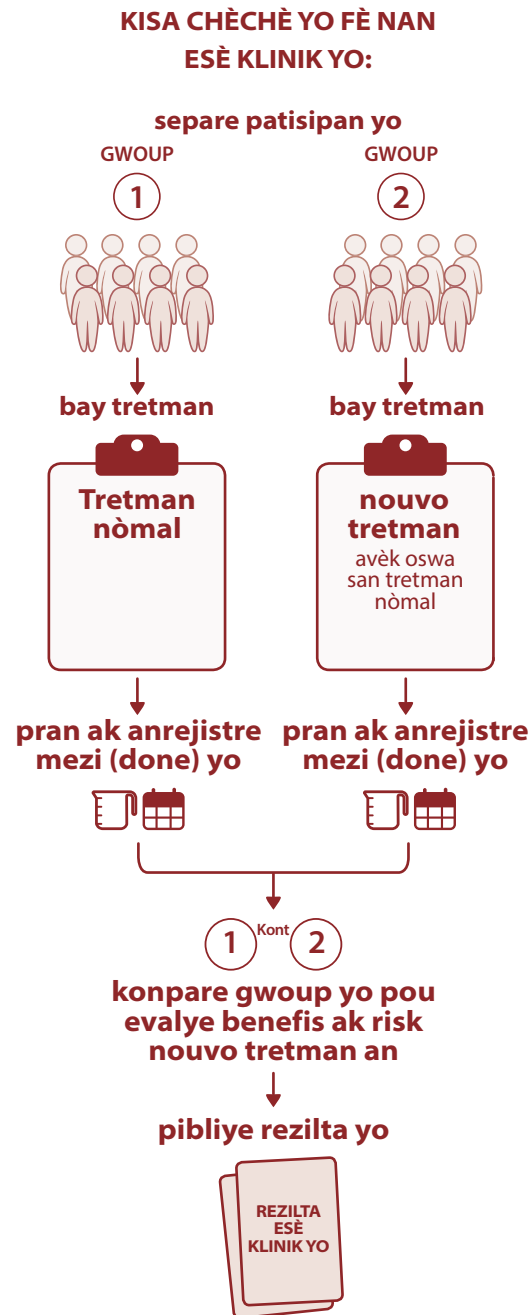 KISA CHÈCHÈ YO FÈ NAN
ESÈ KLINIK YO:
separe patisipan yo
GWOUP
1
GWOUP
2
bay tretman
bay tretman
Tretman
nòmal
nouvo
tretman
avèk oswa
san tretman
nòmal
pran ak anrejistre
mezi (done) yo
pran ak anrejistre
mezi (done) yo
1 Kont 2
konpare gwoup yo pou
evalye benefis ak risk
nouvo tretman an
pibliye rezilta yo
REZILTA
ESÈ
KLINIK YO